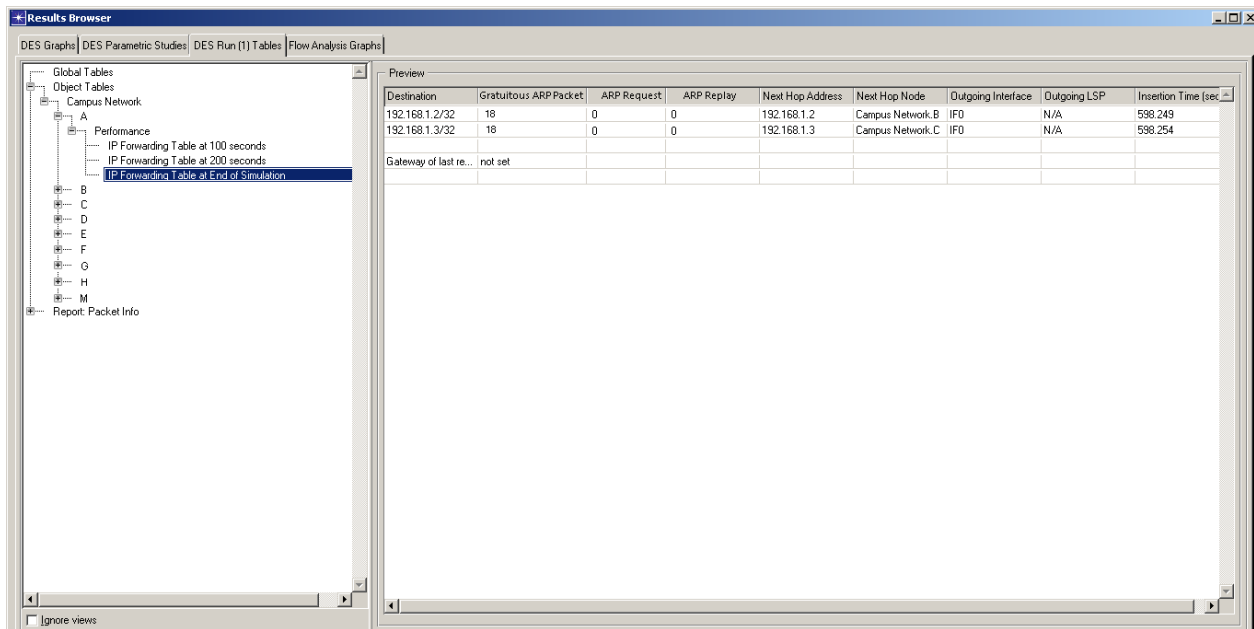 Results Browser
DES Graphs DES Parametric Studies DES Run (1) Tables Flow Analysis Graphs
Global Tables
Object Tables
Campus Network
A
Performance
IP Forwarding Table at 100 seconds
IP Forwarding Table at 200 seconds
IP Forwarding Table at End of Simulation
B
C
D
E
F
G
H
M
Report: Packet Info
Ignore views
Preview
Destination Gratuitous ARP Packet ARP Request ARP Replay Next Hop Address Next Hop Node Outgoing Interface Outgoing LSP Insertion Time (sec
192.168.1.2/32 18 0 0 192.168.1.2 Campus Network.B IF0 N/A 598.249
192.168.1.3/32 18 0 0 192.168.1.3 Campus Network.C IF0 N/A 598.254
Gateway of last re... not set